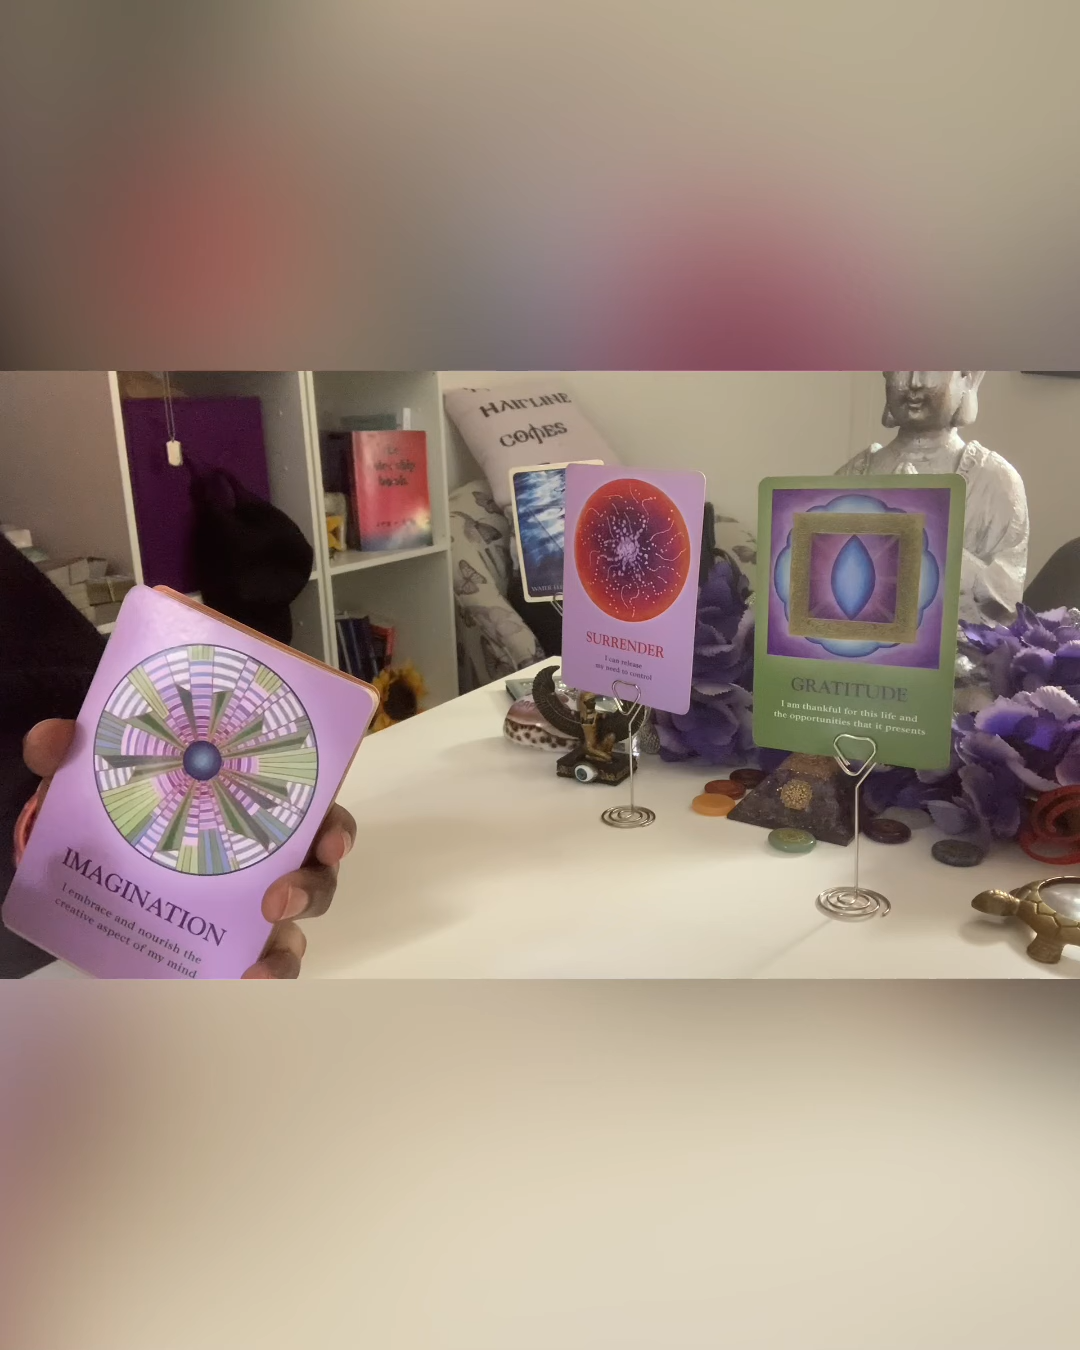 HAIRLINE
COMES
SURRENDER
I can release
my need to control
GRATITUDE
I am thankful for this life and
the opportunities that it presents
IMAGINATION
I embrace and nourish the
creative aspect of my mind